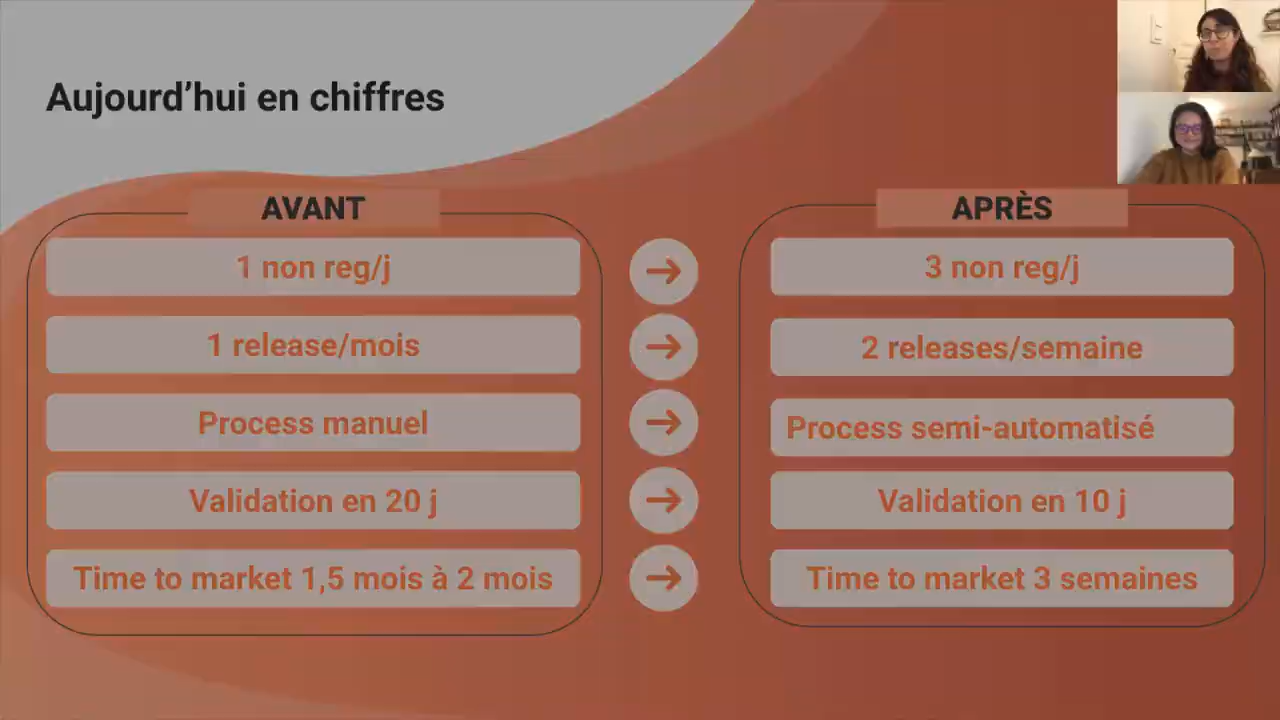 Aujourd'hui en chiffres
AVANT
APRÈS
1 non reg/j
3 non reg/j
1 release/mois
2 releases/semaine
Process manuel
Process semi-automatisé
Validation en 20 j
Validation en 10 j
Time to market 1,5 mois à 2 mois
Time to market 3 semaines